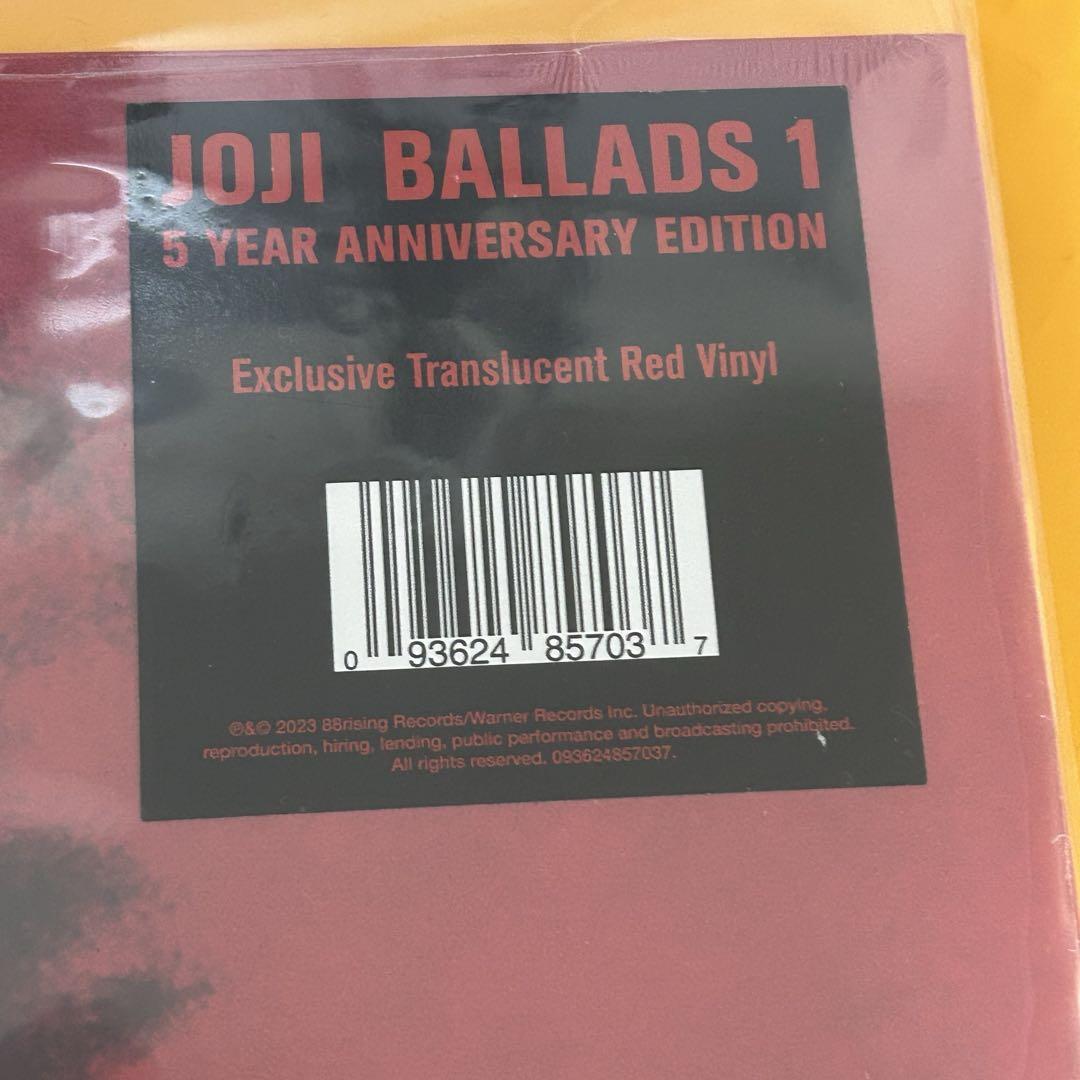 JOJI BALLADS 1
5 YEAR ANNIVERSARY EDITION
Exclusive Translucent Red Vinyl
0 93624 85703 7
℗&© 2023 88rising Records/Warner Records Inc. Unauthorized copying,
reproduction, hiring, lending, public performance and broadcasting prohibited.
All rights reserved. 093624857037.